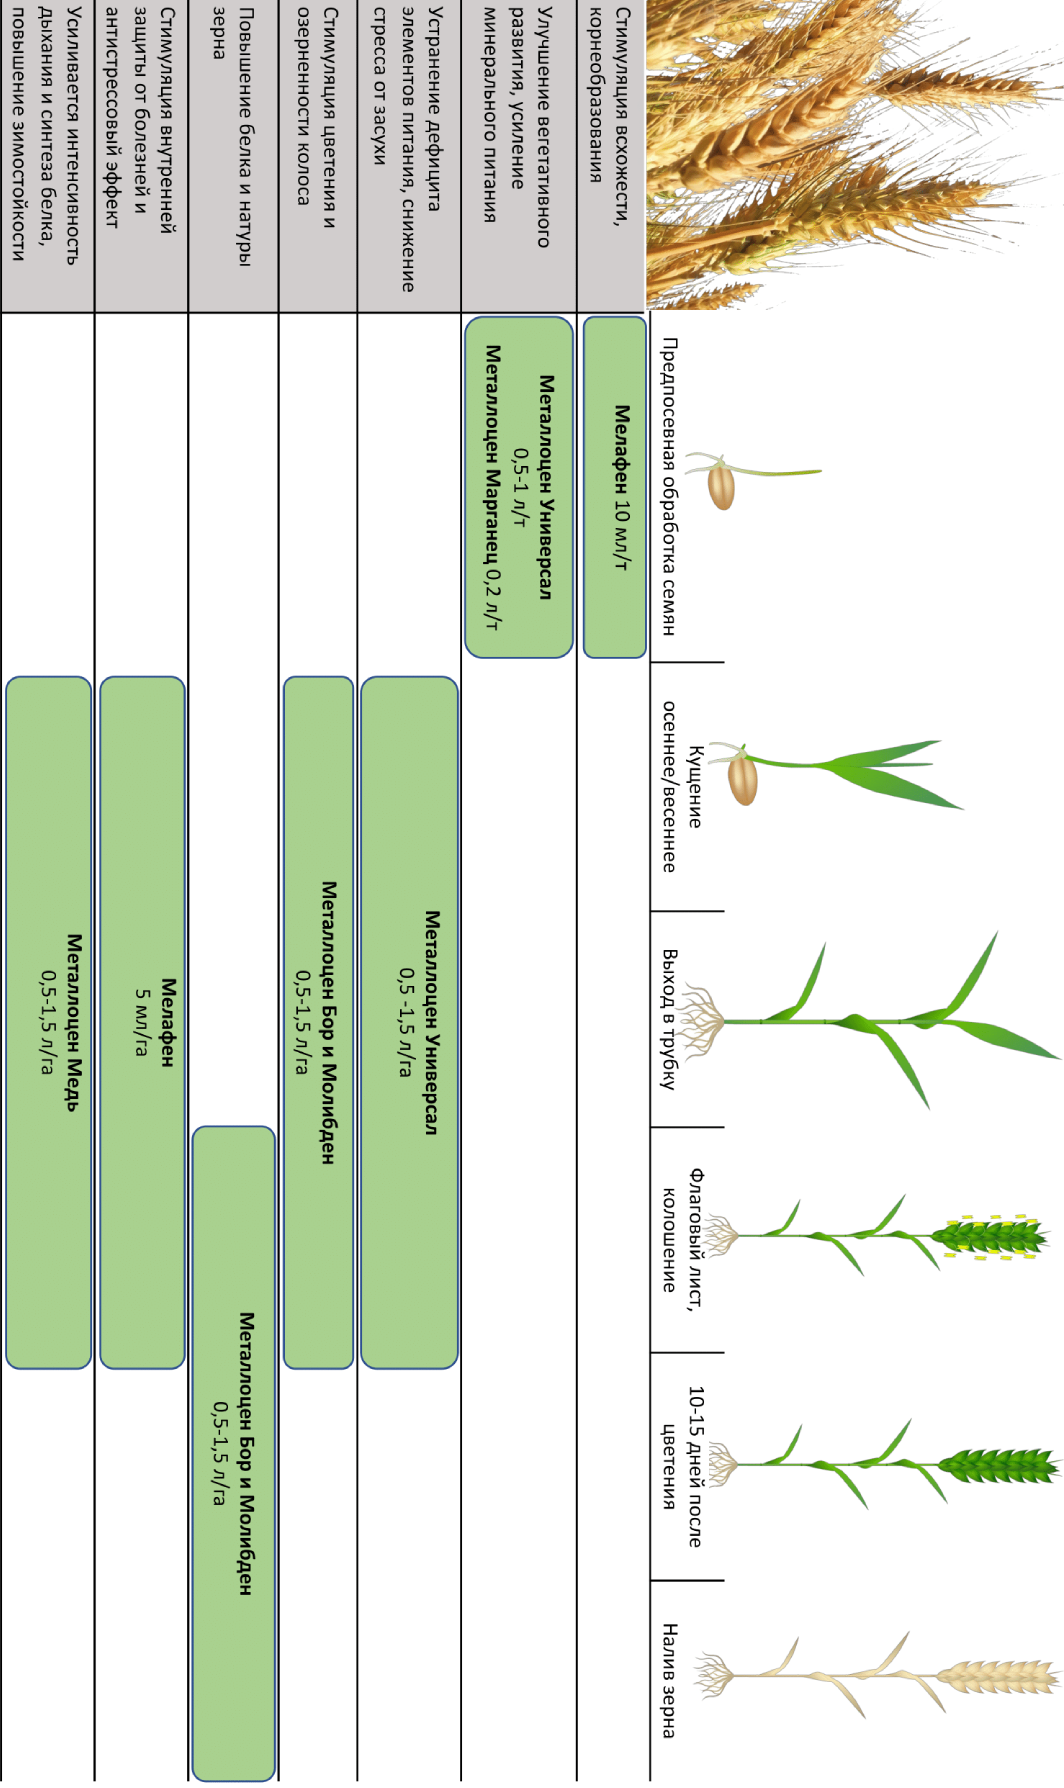 Предпосевная обработка семян
Кущение
осеннее/весеннее
Выход в трубку
Флаговый лист,
колошение
10-15 дней после
цветения
Налив зерна
Стимуляция всхожести,
корнеобразования
Мелафен 10 мл/т
Улучшение вегетативного
развития, усиление
минерального питания
Металлоцен Универсал
0,5-1 л/т
Металлоцен Марганец 0,2 л/т
Устранение дефицита
элементов питания, снижение
стресса от засухи
Металлоцен Универсал
0,5 -1,5 л/га
Стимуляция цветения и
озерненности колоса
Металлоцен Бор и Молибден
0,5-1,5 л/га
Повышение белка и натуры
зерна
Металлоцен Бор и Молибден
0,5-1,5 л/га
Стимуляция внутренней
защиты от болезней и
антистрессовый эффект
Мелафен
5 мл/га
Усиливается интенсивность
дыхания и синтеза белка,
повышение зимостойкости
Металлоцен Медь
0,5-1,5 л/га